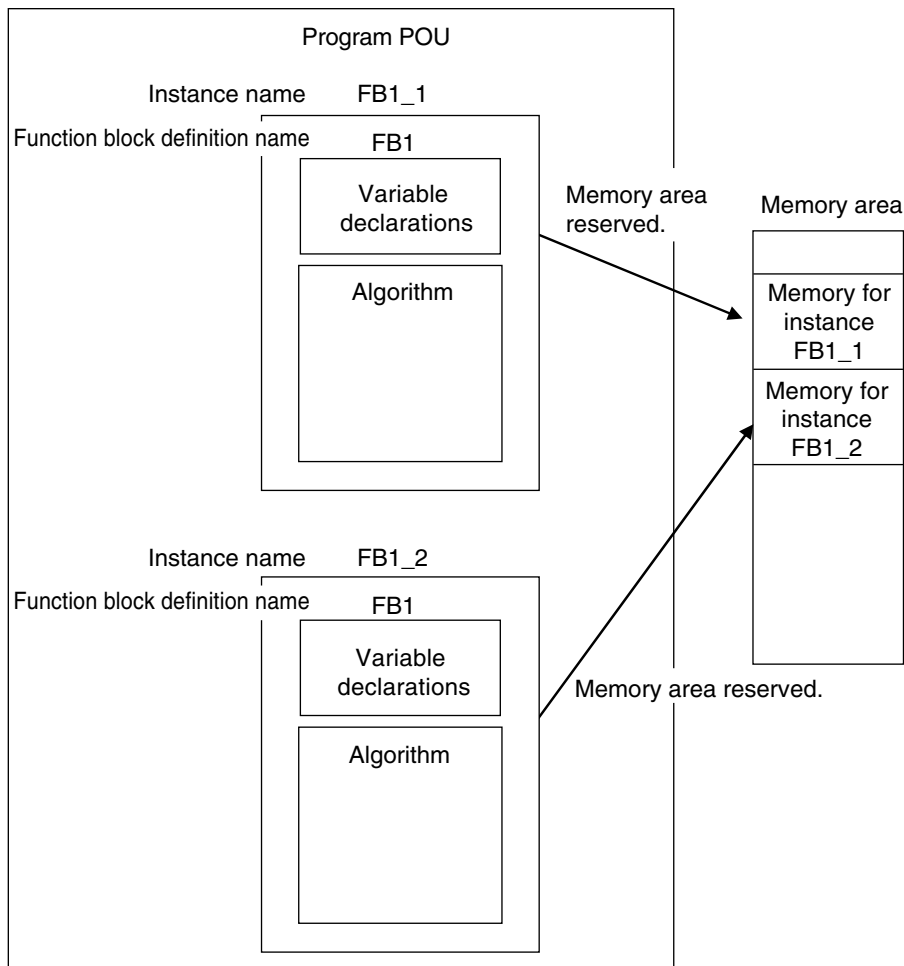 Program POU
Instance name FB1_1
Function block definition name
FB1
Variable
declarations
Algorithm
Memory area
reserved.
Memory area
Memory for
instance
FB1_1
Memory for
instance
FB1_2
Instance name FB1_2
Function block definition name
FB1
Variable
declarations
Algorithm
Memory area reserved.